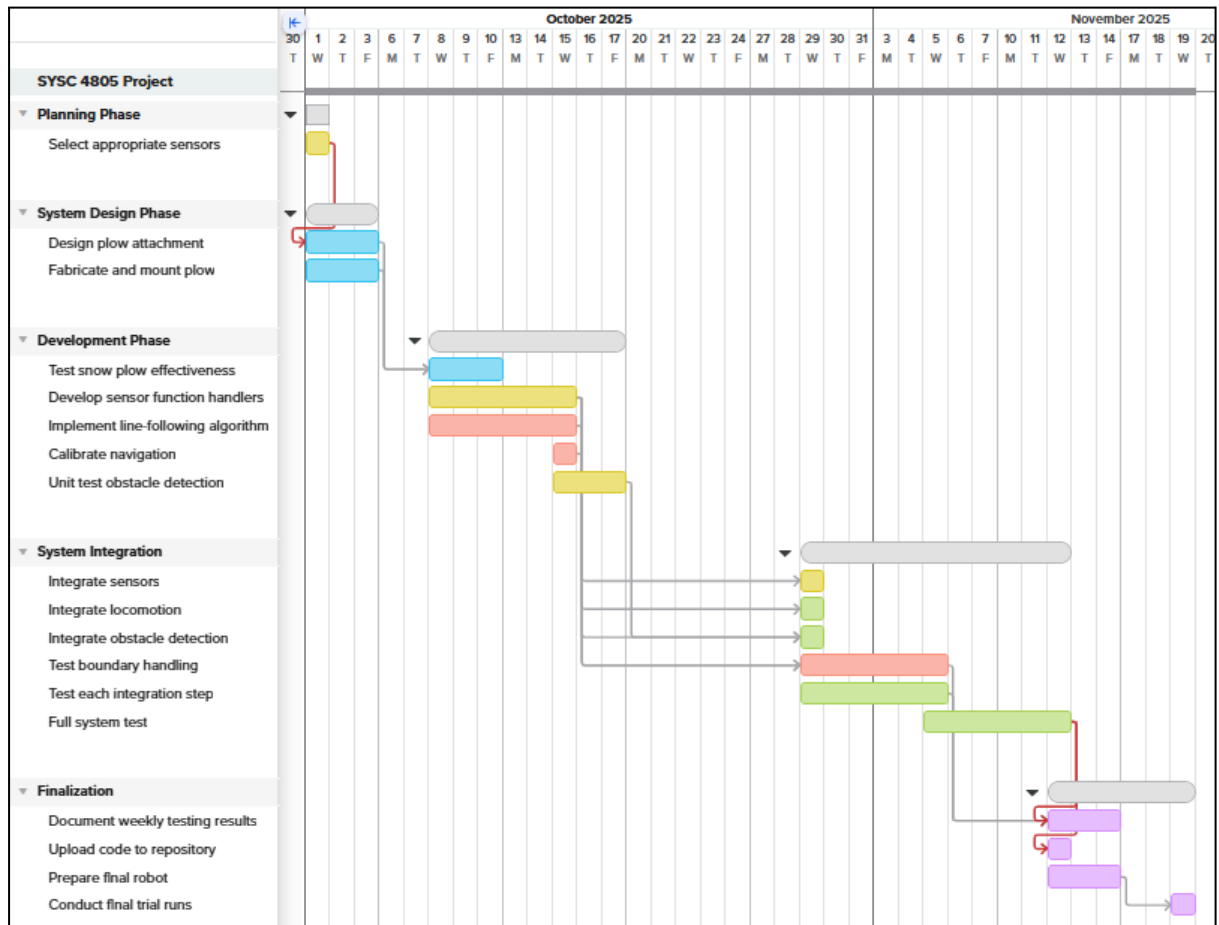 October 2025 November 2025
30 1 2 3 6 7 8 9 10 13 14 15 16 17 20 21 22 23 24 27 28 29 30 31 3 4 5 6 7 10 11 12 13 14 17 18 19 20
T W T F M T W T F M T W T F M T W T F M T W T F M T W T F M T W T F M T W T
SYSC 4805 Project
Planning Phase
Select appropriate sensors
System Design Phase
Design plow attachment
Fabricate and mount plow
Development Phase
Test snow plow effectiveness
Develop sensor function handlers
Implement line-following algorithm
Calibrate navigation
Unit test obstacle detection
System Integration
Integrate sensors
Integrate locomotion
Integrate obstacle detection
Test boundary handling
Test each integration step
Full system test
Finalization
Document weekly testing results
Upload code to repository
Prepare final robot
Conduct final trial runs